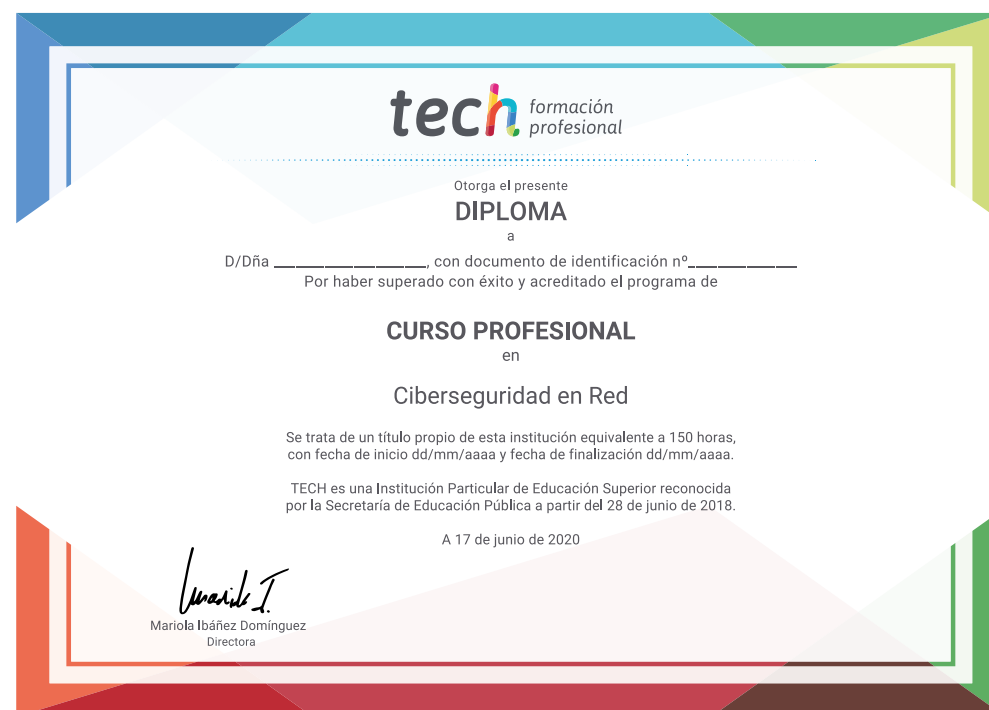 tech formación
profesional
Otorga el presente
DIPLOMA
a
D/Dña ______________, con documento de identificación nº__________
Por haber superado con éxito y acreditado el programa de
CURSO PROFESIONAL
en
Ciberseguridad en Red
Se trata de un título propio de esta institución equivalente a 150 horas,
con fecha de inicio dd/mm/aaaa y fecha de finalización dd/mm/aaaa.
TECH es una Institución Particular de Educación Superior reconocida
por la Secretaría de Educación Pública a partir del 28 de junio de 2018.
A 17 de junio de 2020
Mariola Ibáñez Domínguez
Directora